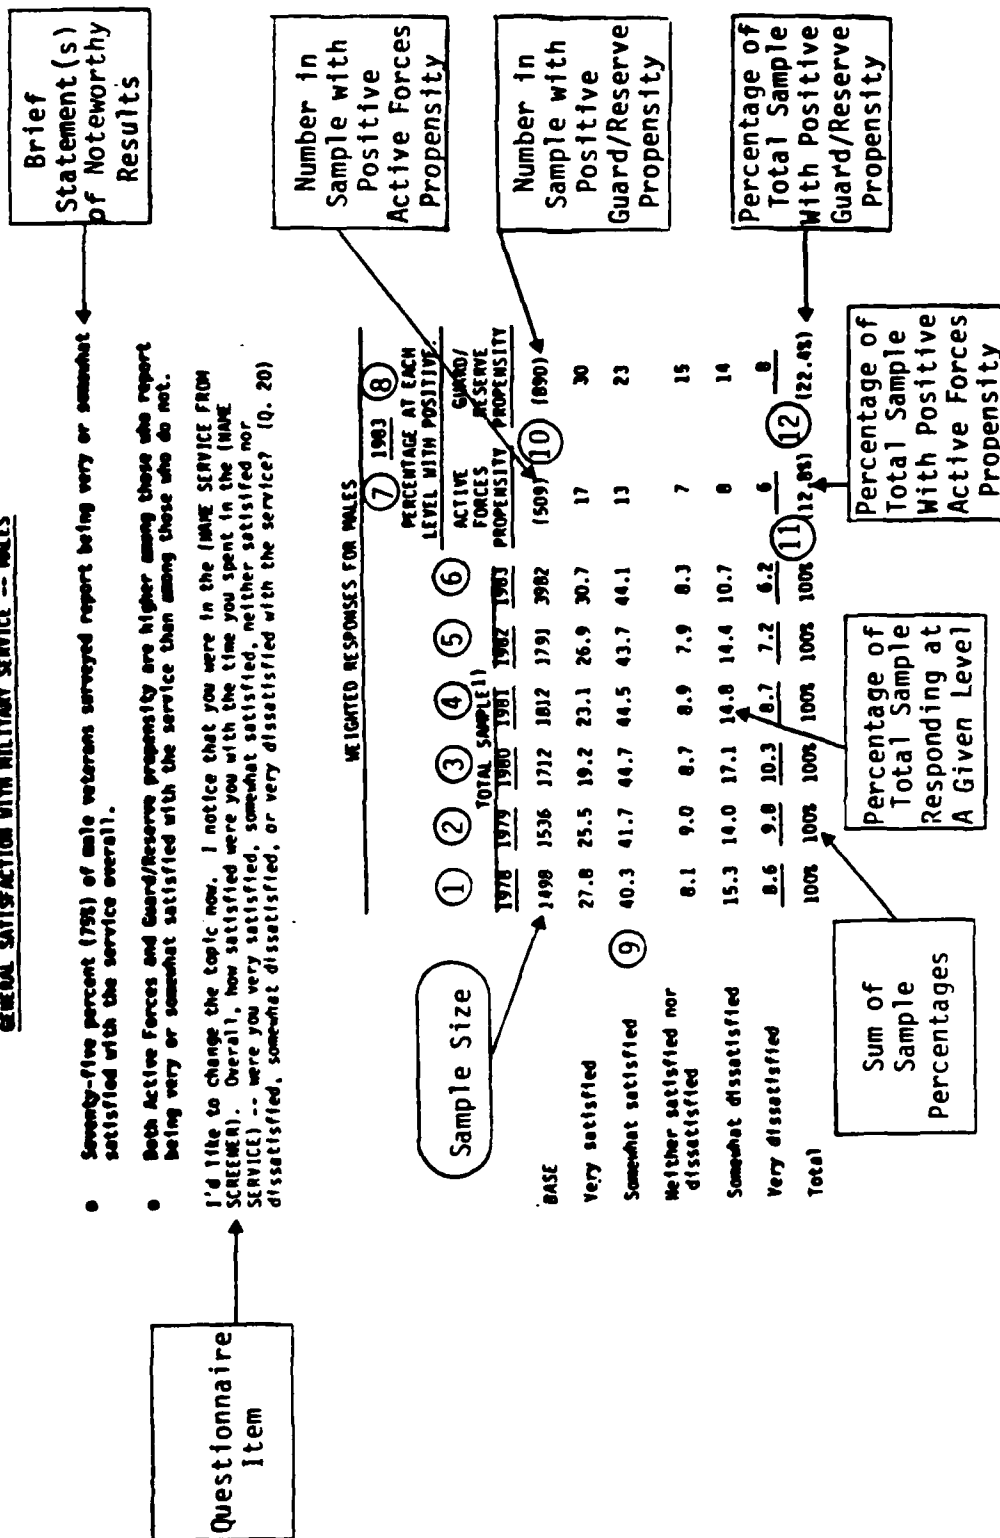 GENERAL SATISFACTION WITH MILITARY SERVICE -- MALES
Brief
Statement(s)
of Noteworthy
Results
● Seventy-five percent (75%) of male veterans surveyed report being very or somewhat
satisfied with the service overall.
● Both Active Forces and Guard/Reserve propensity are higher among those who report
being very or somewhat satisfied with the service than among those who do not.
Questionnaire
Item
I'd like to change the topic now. I notice that you were in the (NAME SERVICE FROM
SCREENER). Overall, how satisfied were you with the time you spent in the (NAME
SERVICE) -- were you very satisfied, somewhat satisfied, neither satisifed nor
dissatisfied, somewhat dissatisfied, or very dissatisfied with the service? (Q. 20)
WEIGHTED RESPONSES FOR MALES
7 1983 8
PERCENTAGE AT EACH
LEVEL WITH POSITIVE.
1 2 3 4 5 6
TOTAL SAMPLE1)
ACTIVE FORCES PROPENSITY
GUARD/ RESERVE PROPENSITY
1978 1979 1980 1981 1982 1983
BASE 1498 1536 1712 1812 1791 3982 (509) 10 (890)
Very satisfied 27.8 25.5 19.2 23.1 26.9 30.7 17 30
Somewhat satisfied 9 40.3 41.7 44.7 44.5 43.7 44.1 13 23
Neither satisfied nor
dissatisfied 8.1 9.0 8.7 8.9 7.9 8.3 7 15
Somewhat dissatisfied 15.3 14.0 17.1 14.8 14.4 10.7 8 14
Very dissatisfied 8.6 9.8 10.3 8.7 7.2 6.2 6 8
Total 100% 100% 100% 100% 100% 100% 11 (12.8%) 12 (22.4%)
Sample Size
Number in
Sample with
Positive
Active Forces
Propensity
Number in
Sample with
Positive
Guard/Reserve
Propensity
Percentage of
Total Sample
With Positive
Guard/Reserve
Propensity
Percentage of
Total Sample
With Positive
Active Forces
Propensity
Percentage of
Total Sample
Responding at
A Given Level
Sum of
Sample
Percentages